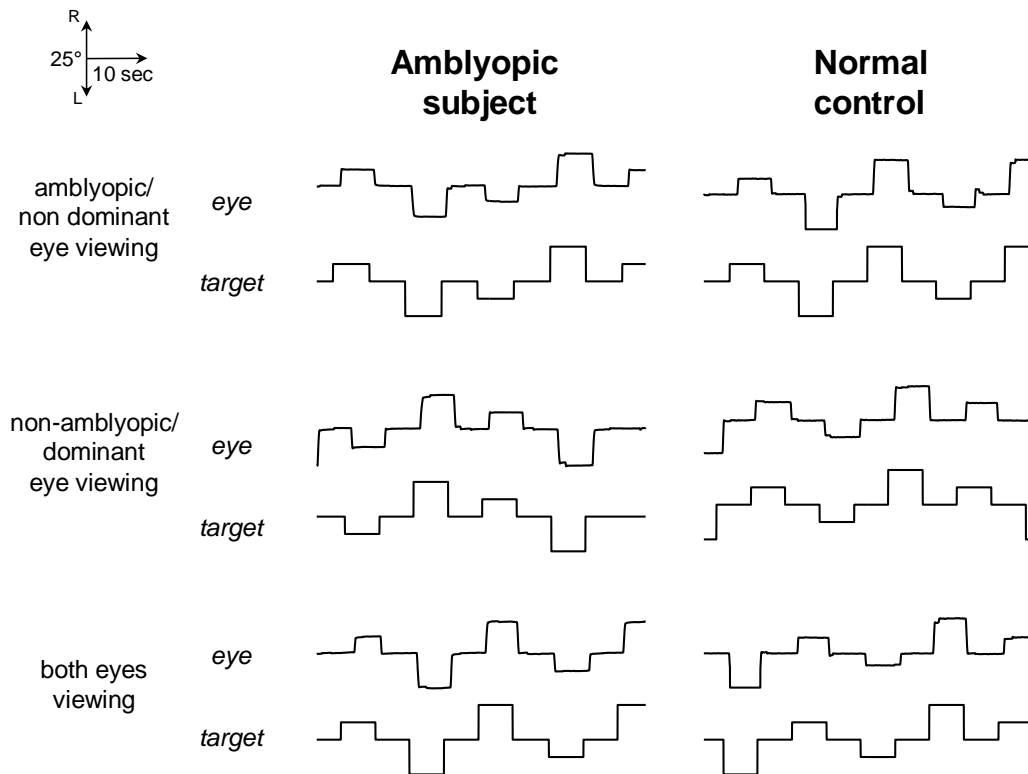 R
25°
10 sec
L
Amblyopic
subject
Normal
control
amblyopic/
non dominant
eye viewing
eye
target
non-amblyopic/
dominant
eye viewing
eye
target
both eyes
viewing
eye
target